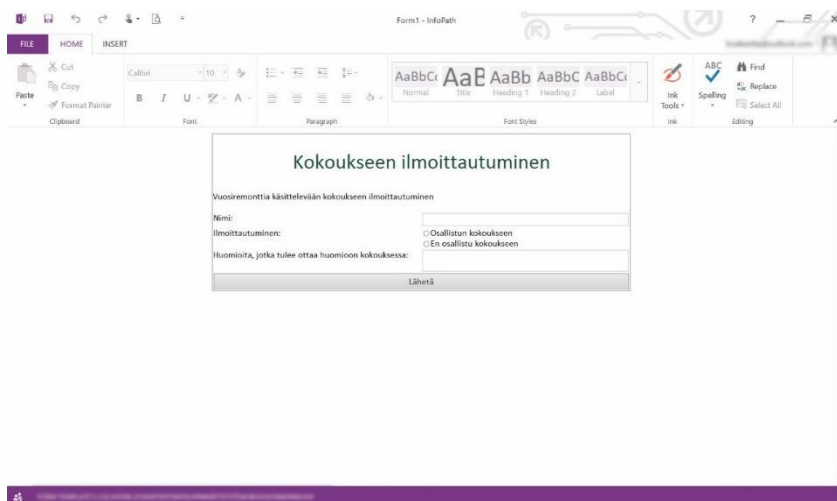 Form1 - InfoPath
?
FILE HOME INSERT
Paste
Cut
Copy
Format Painter
Clipboard
Calibri 10
B I U A
Font
Paragraph
AaBbCc AaB AaBb AaBbC AaBbCc
Normal Title Heading 1 Heading 2 Label
Font Styles
Ink
Tools
Ink
ABC
Spelling
Find
Replace
Select All
Editing
Kokoukseen ilmoittautuminen
Vuosiremonttia käsittelevään kokoukseen ilmoittautuminen
Nimi:
Ilmoittautuminen: Osallistun kokoukseen
En osallistu kokoukseen
Huomioita, jotka tulee ottaa huomioon kokouksessa:
Lähetä